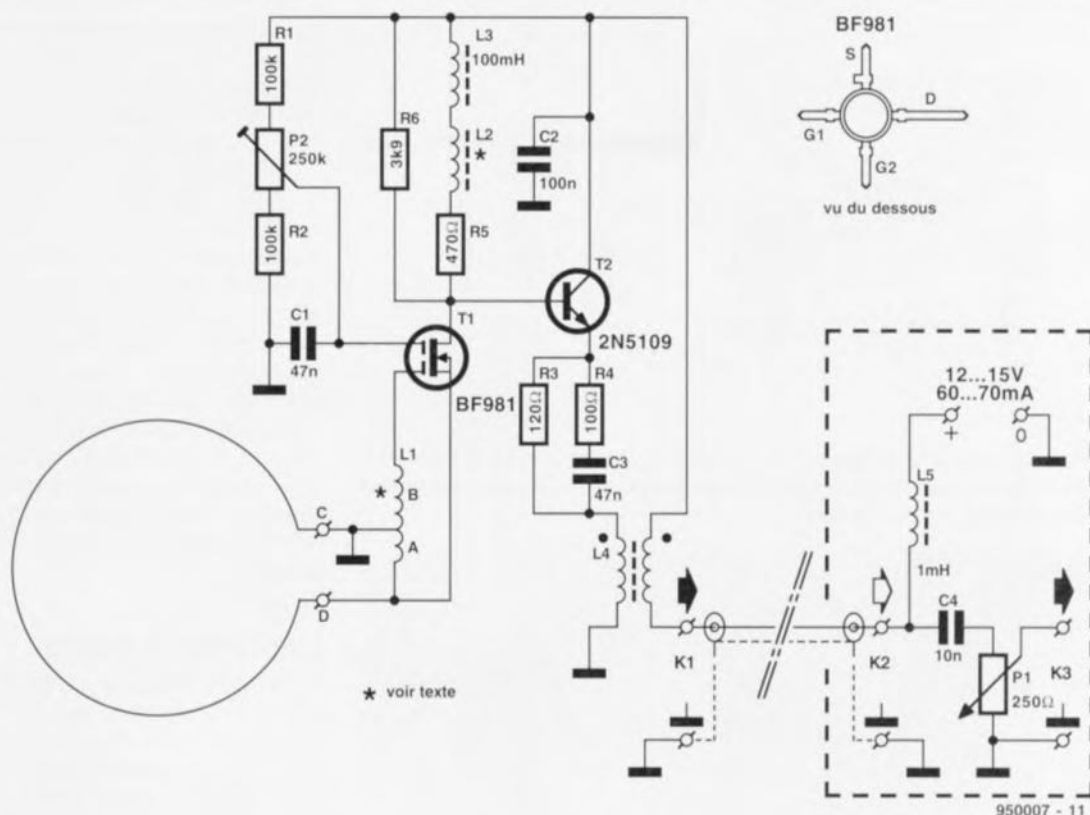 R1
100k
P2
250k
R2
100k
C1
47n
R6
3k9
L3
100mH
L2
*
R5
470Ω
C2
100n
T1
BF981
T2
2N5109
R3
120Ω
R4
100Ω
C3
47n
L1
*
B
A
C
D
L4
K1
* voir texte
BF981
S
D
G1
G2
vu du dessous
12...15V
60...70mA
+
0
L5
1mH
C4
10n
K2
P1
250Ω
K3
950007 - 11